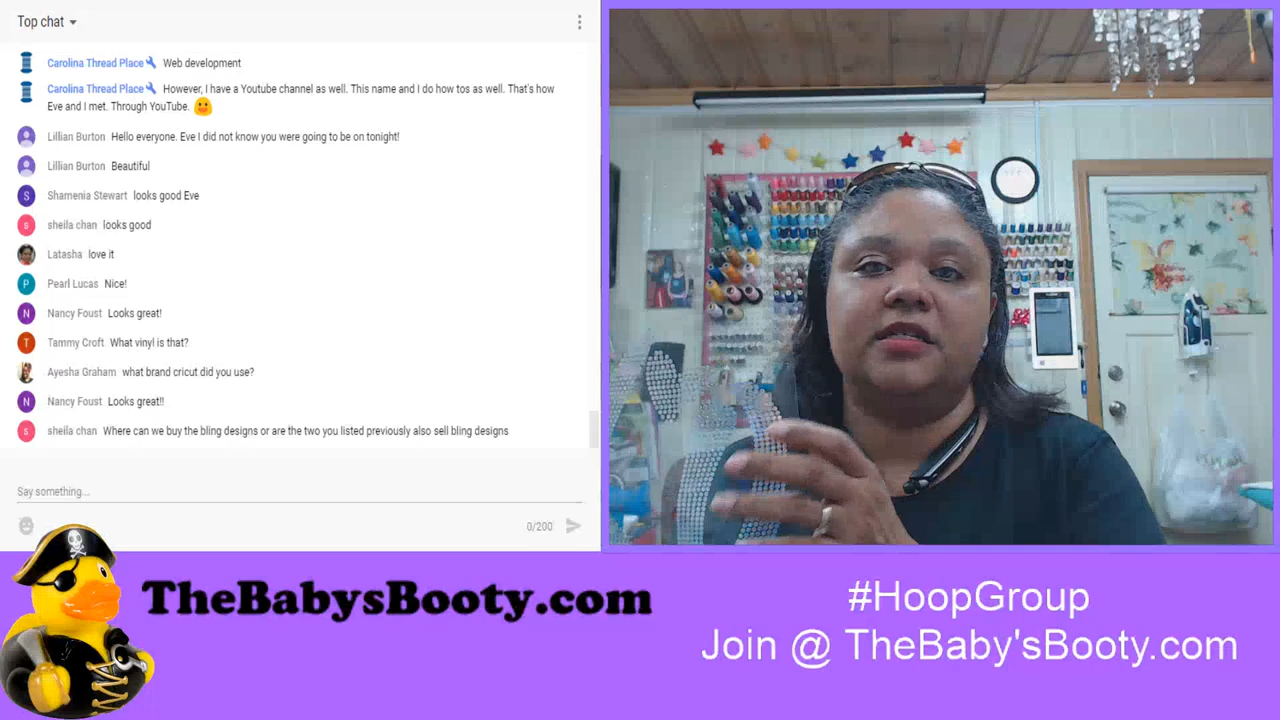 Top chat
Carolina Thread Place Web development
Carolina Thread Place However, I have a Youtube channel as well. This name and I do how tos as well. That's how
Eve and I met. Through YouTube.
Lillian Burton Hello everyone. Eve I did not know you were going to be on tonight!
Lillian Burton Beautiful
S Shamenia Stewart looks good Eve
s sheila chan looks good
Latasha love it
P Pearl Lucas Nice!
N Nancy Foust Looks great!
T Tammy Croft What vinyl is that?
Ayesha Graham what brand cricut did you use?
N Nancy Foust Looks great!!
s sheila chan Where can we buy the bling designs or are the two you listed previously also sell bling designs
Say something...
0/200
TheBabysBooty.com
#HoopGroup
Join @ TheBaby'sBooty.com